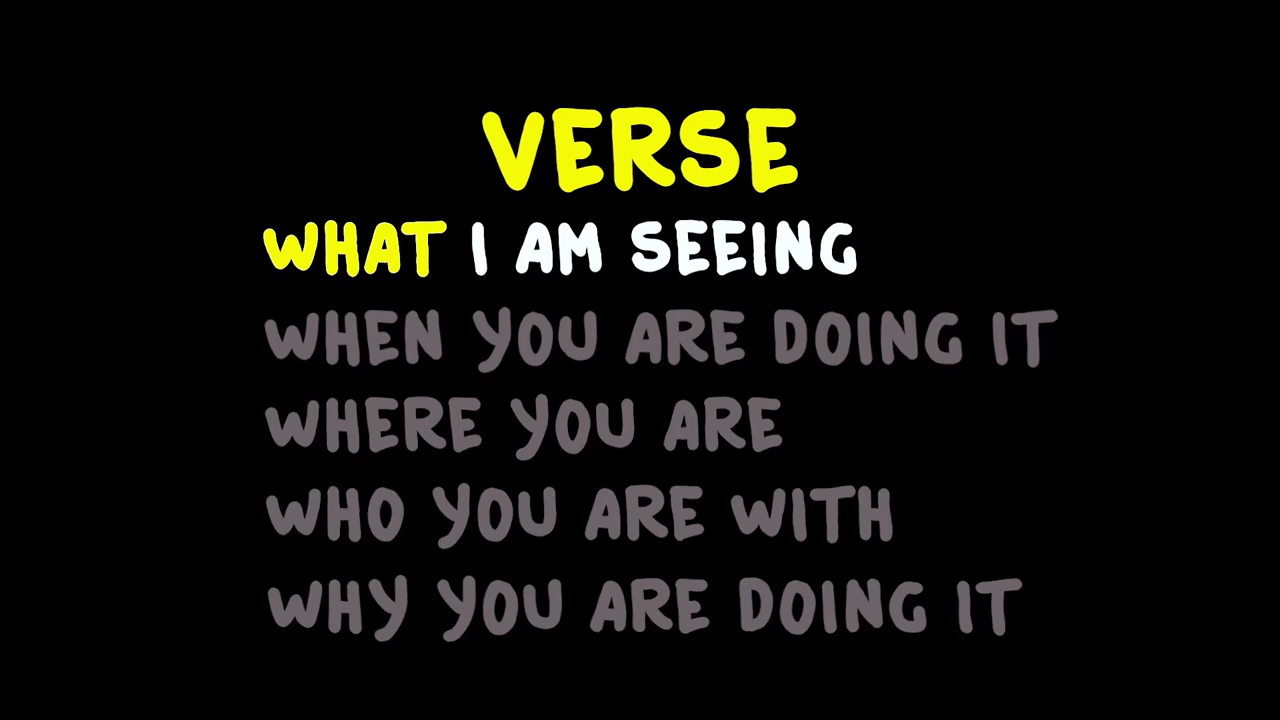 VERSE
WHAT I AM SEEING
WHEN YOU ARE DOING IT
WHERE YOU ARE
WHO YOU ARE WITH
WHY YOU ARE DOING IT